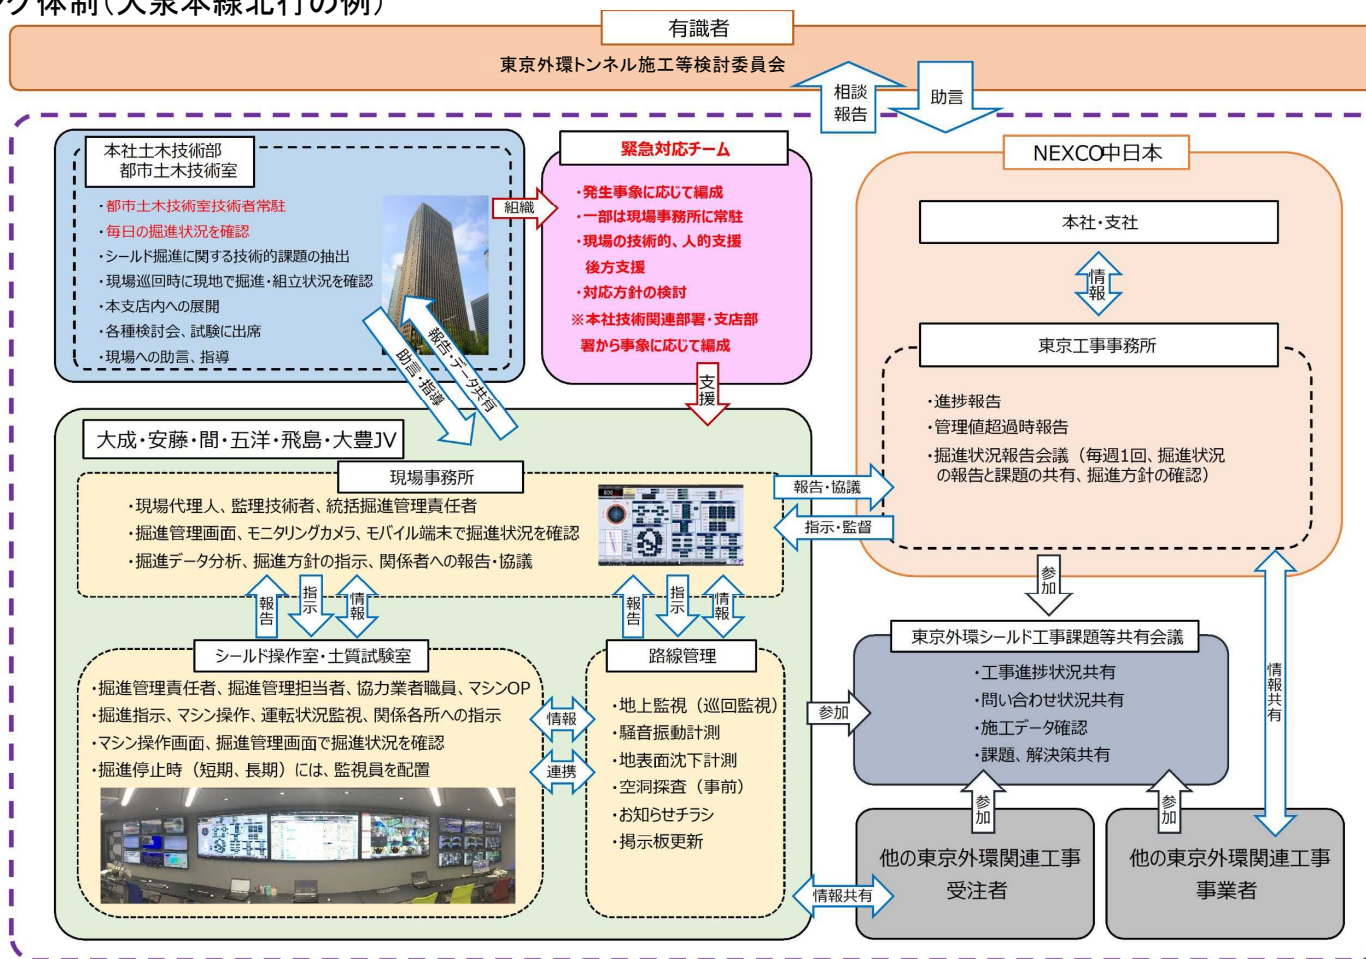 ング体制（大泉本線北行の例）
有識者
東京外環トンネル施工等検討委員会
相談
報告
助言
本社土木技術部
都市土木技術室
・都市土木技術室技術者常駐
・毎日の掘進状況を確認
・シールド掘進に関する技術的課題の抽出
・現場巡回時に現地で掘進・組立状況を確認
・本支店内への展開
・各種検討会、試験に出席
・現場への助言、指導
組織
緊急対応チーム
・発生事象に応じて編成
・一部は現場事務所に常駐
・現場の技術的、人的支援
後方支援
・対応方針の検討
※本社技術関連部署・支店部
署から事象に応じて編成
助言・指導
報告・データ共有
支援
NEXCO中日本
本社・支社
情報
東京工事事務所
・進捗報告
・管理値超過時報告
・掘進状況報告会議（毎週1回、掘進状況
の報告と課題の共有、掘進方針の確認）
大成・安藤・間・五洋・飛島・大豊JV
現場事務所
・現場代理人、監理技術者、統括掘進管理責任者
・掘進管理画面、モニタリングカメラ、モバイル端末で掘進状況を確認
・掘進データ分析、掘進方針の指示、関係者への報告・協議
報告・協議
指示・監督
報告
指示
情報
報告
指示
情報
シールド操作室・土質試験室
・掘進管理責任者、掘進管理担当者、協力業者職員、マシンOP
・掘進指示、マシン操作、運転状況監視、関係各所への指示
・マシン操作画面、掘進管理画面で掘進状況を確認
・掘進停止時（短期、長期）には、監視員を配置
情報
連携
路線管理
・地上監視（巡回監視）
・騒音振動計測
・地表面沈下計測
・空洞探査（事前）
・お知らせチラシ
・掲示板更新
参加
参加
東京外環シールド工事課題等共有会議
・工事進捗状況共有
・問い合わせ状況共有
・施工データ確認
・課題、解決策共有
情報共有
参加
参加
他の東京外環関連工事
受注者
他の東京外環関連工事
事業者
情報共有